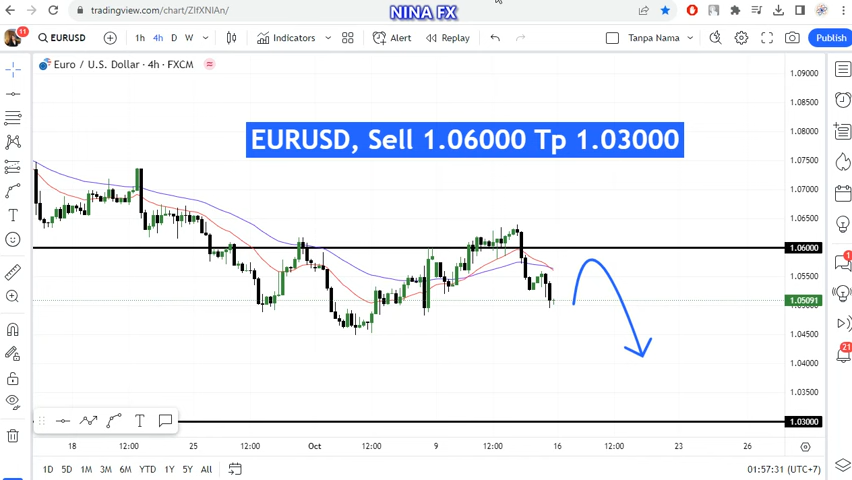 NINA FX
tradingview.com/chart/ZIfXNIAn/
11
EURUSD
1h 4h D W
Indicators
Alert
Replay
Tanpa Nama
Publish
Euro / U.S. Dollar · 4h · FXCM
EURUSD, Sell 1.06000 Tp 1.03000
1.09000
1.08500
1.08000
1.07500
1.07000
1.06500
1.06000
1.05500
1.05091
1.04500
1.04000
1.03500
1.03000
18 12:00 25 12:00 Oct 12:00 9 12:00 16 12:00 23 26
1D 5D 1M 3M 6M YTD 1Y 5Y All
01:57:31 (UTC+7)
1
21